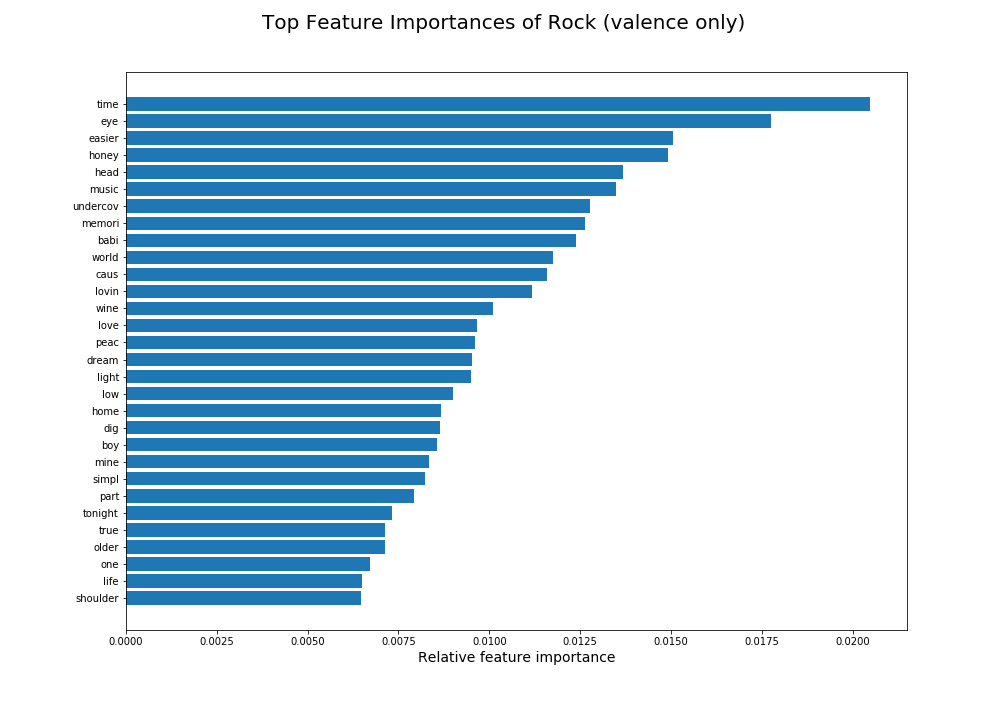 Top Feature Importances of Rock (valence only)
time
eye
easier
honey
head
music
undercov
memori
babi
world
caus
lovin
wine
love
peac
dream
light
low
home
dig
boy
mine
simpl
part
tonight
true
older
one
life
shoulder
0.0000 0.0025 0.0050 0.0075 0.0100 0.0125 0.0150 0.0175 0.0200
Relative feature importance